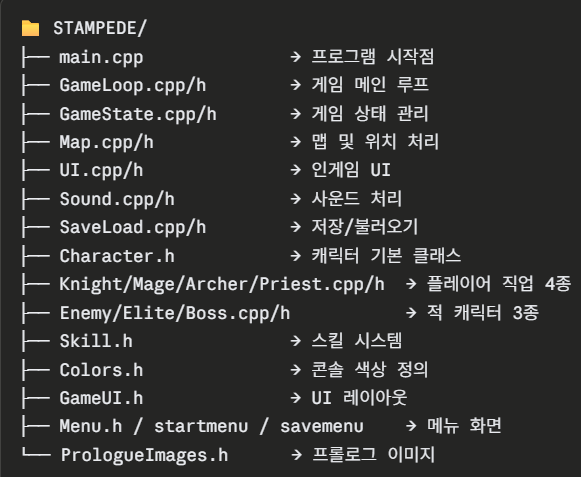 📁 STAMPEDE/
├── main.cpp → 프로그램 시작점
├── GameLoop.cpp/h → 게임 메인 루프
├── GameState.cpp/h → 게임 상태 관리
├── Map.cpp/h → 맵 및 위치 처리
├── UI.cpp/h → 인게임 UI
├── Sound.cpp/h → 사운드 처리
├── SaveLoad.cpp/h → 저장/불러오기
├── Character.h → 캐릭터 기본 클래스
├── Knight/Mage/Archer/Priest.cpp/h → 플레이어 직업 4종
├── Enemy/Elite/Boss.cpp/h → 적 캐릭터 3종
├── Skill.h → 스킬 시스템
├── Colors.h → 콘솔 색상 정의
├── GameUI.h → UI 레이아웃
├── Menu.h / startmenu / savemenu → 메뉴 화면
└── PrologueImages.h → 프롤로그 이미지